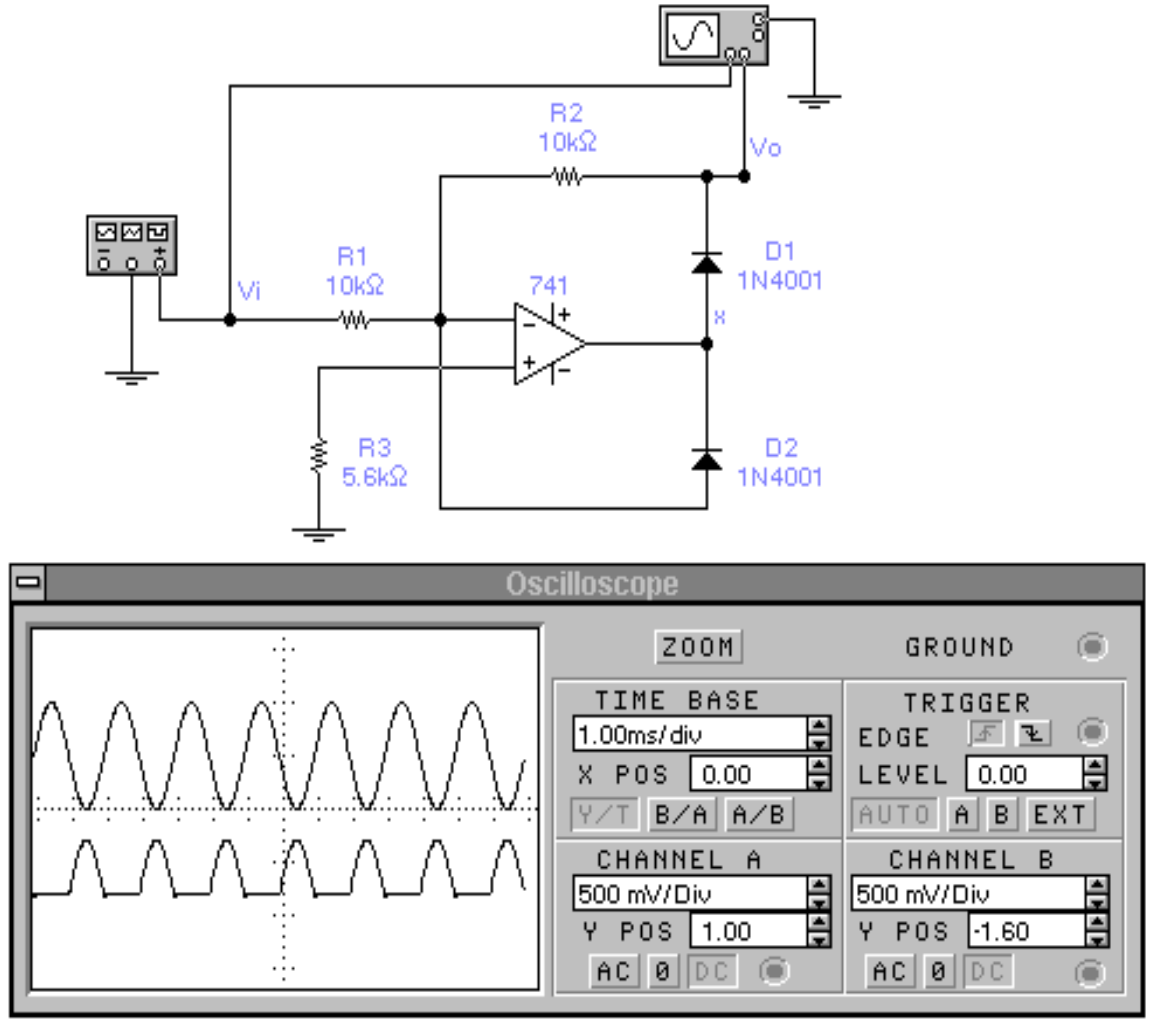 R2
10kΩ
Vo
R1
10kΩ
Vi
741
D1
1N4001
x
R3
5.6kΩ
D2
1N4001
Oscilloscope
ZOOM
GROUND
TIME BASE
1.00ms/div
X POS 0.00
Y/T B/A A/B
TRIGGER
EDGE
LEVEL 0.00
AUTO A B EXT
CHANNEL A
500 mV/Div
Y POS 1.00
AC 0 DC
CHANNEL B
500 mV/Div
Y POS -1.60
AC 0 DC